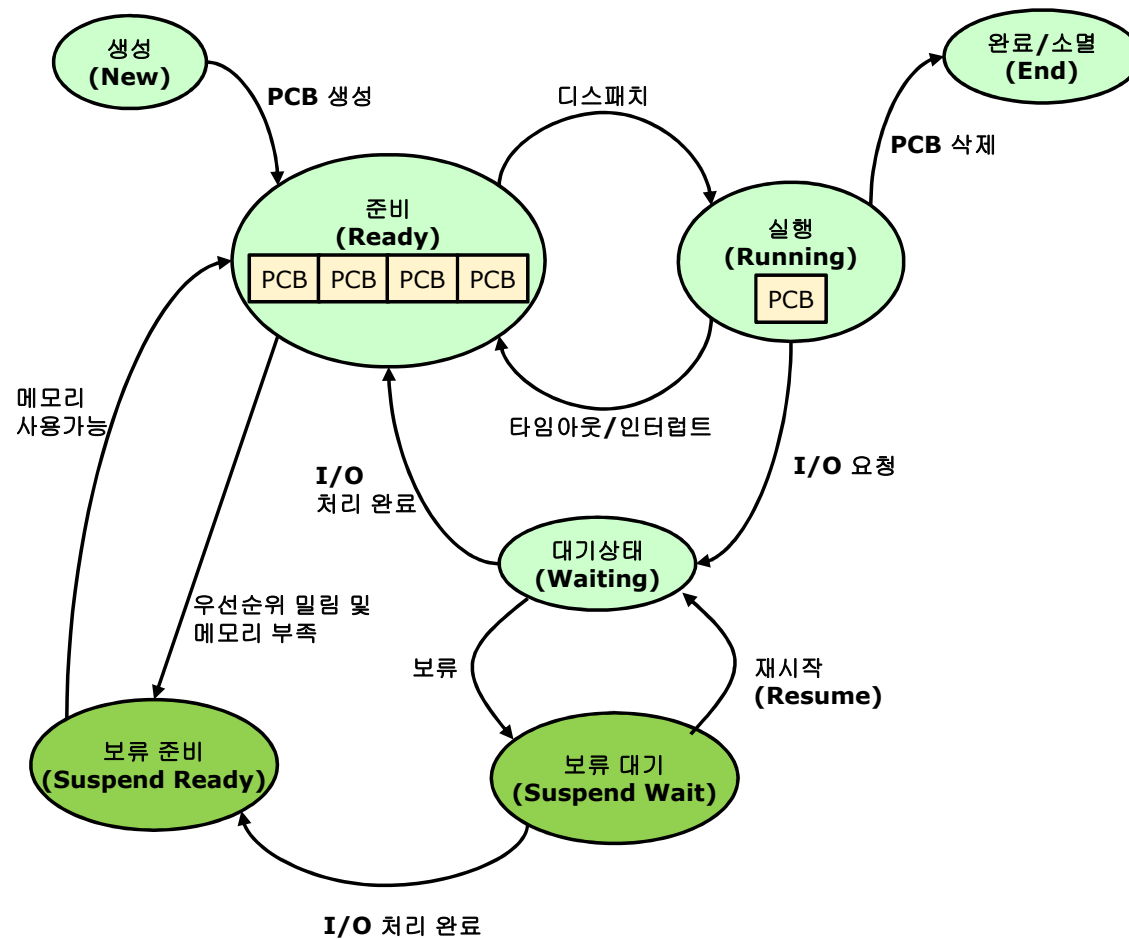 생성
(New)
완료/소멸
(End)
PCB 생성
디스패치
PCB 삭제
준비
(Ready)
PCB PCB PCB PCB
실행
(Running)
PCB
메모리
사용가능
타임아웃/인터럽트
I/O
처리 완료
I/O 요청
대기상태
(Waiting)
우선순위 밀림 및
메모리 부족
보류
재시작
(Resume)
보류 준비
(Suspend Ready)
보류 대기
(Suspend Wait)
I/O 처리 완료